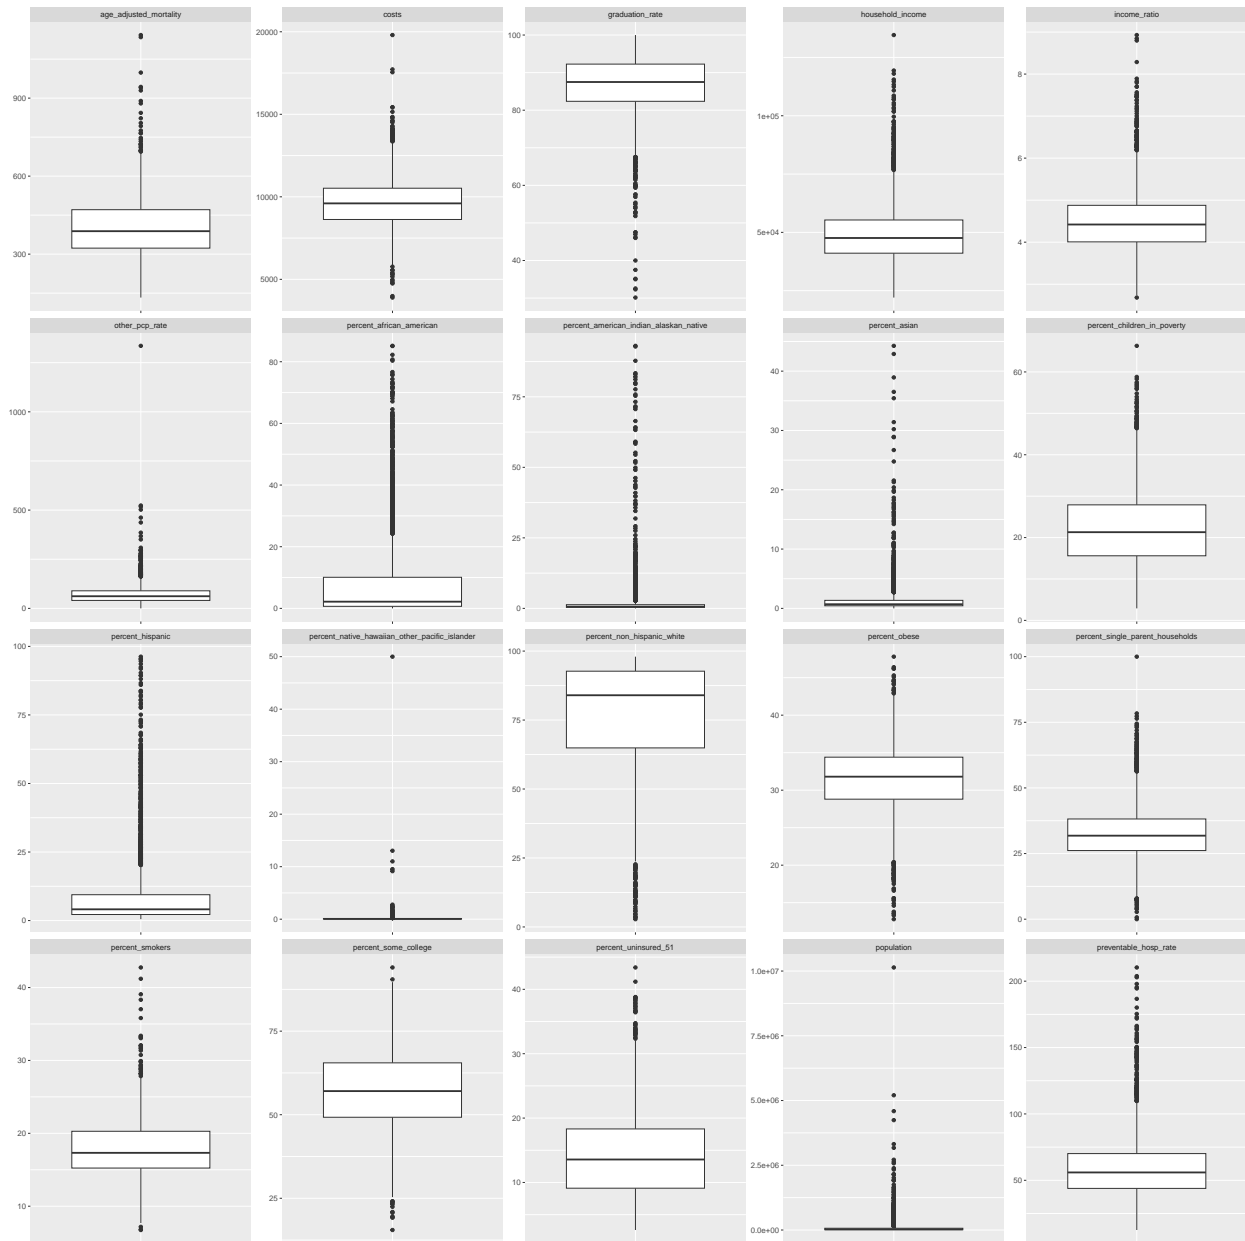 age_adjusted_mortality
900
600
300
costs
20000
15000
10000
5000
graduation_rate
100
80
60
40
household_income
1e+05
5e+04
income_ratio
8
6
4
other_pcp_rate
1000
500
0
percent_african_american
80
60
40
20
0
percent_american_indian_alaskan_native
75
50
25
0
percent_asian
40
30
20
10
0
percent_children_in_poverty
60
40
20
0
percent_hispanic
100
75
50
25
0
percent_native_hawaiian_other_pacific_islander
50
40
30
20
10
0
percent_non_hispanic_white
100
75
50
25
0
percent_obese
40
30
20
percent_single_parent_households
100
75
50
25
0
percent_smokers
40
30
20
10
percent_some_college
75
50
25
percent_uninsured_51
40
30
20
10
population
1.0e+07
7.5e+06
5.0e+06
2.5e+06
0.0e+00
preventable_hosp_rate
200
150
100
50